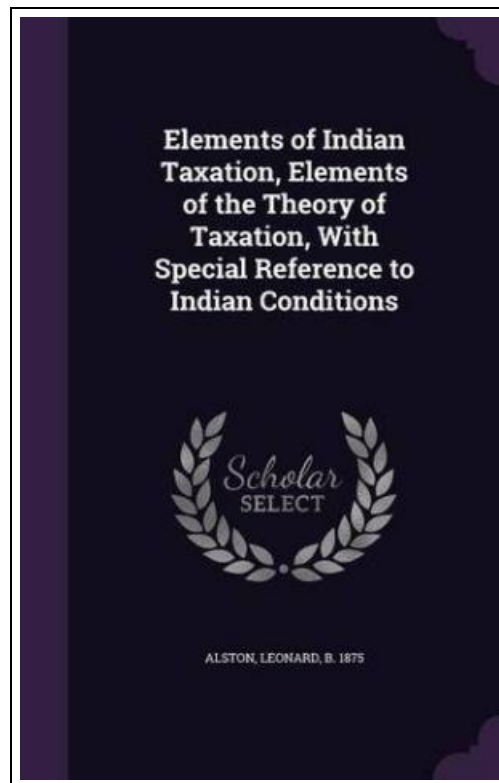 Elements of Indian
Taxation, Elements
of the Theory of
Taxation, With
Special Reference to
Indian Conditions
Scholar
SELECT
ALSTON, LEONARD, B. 1875